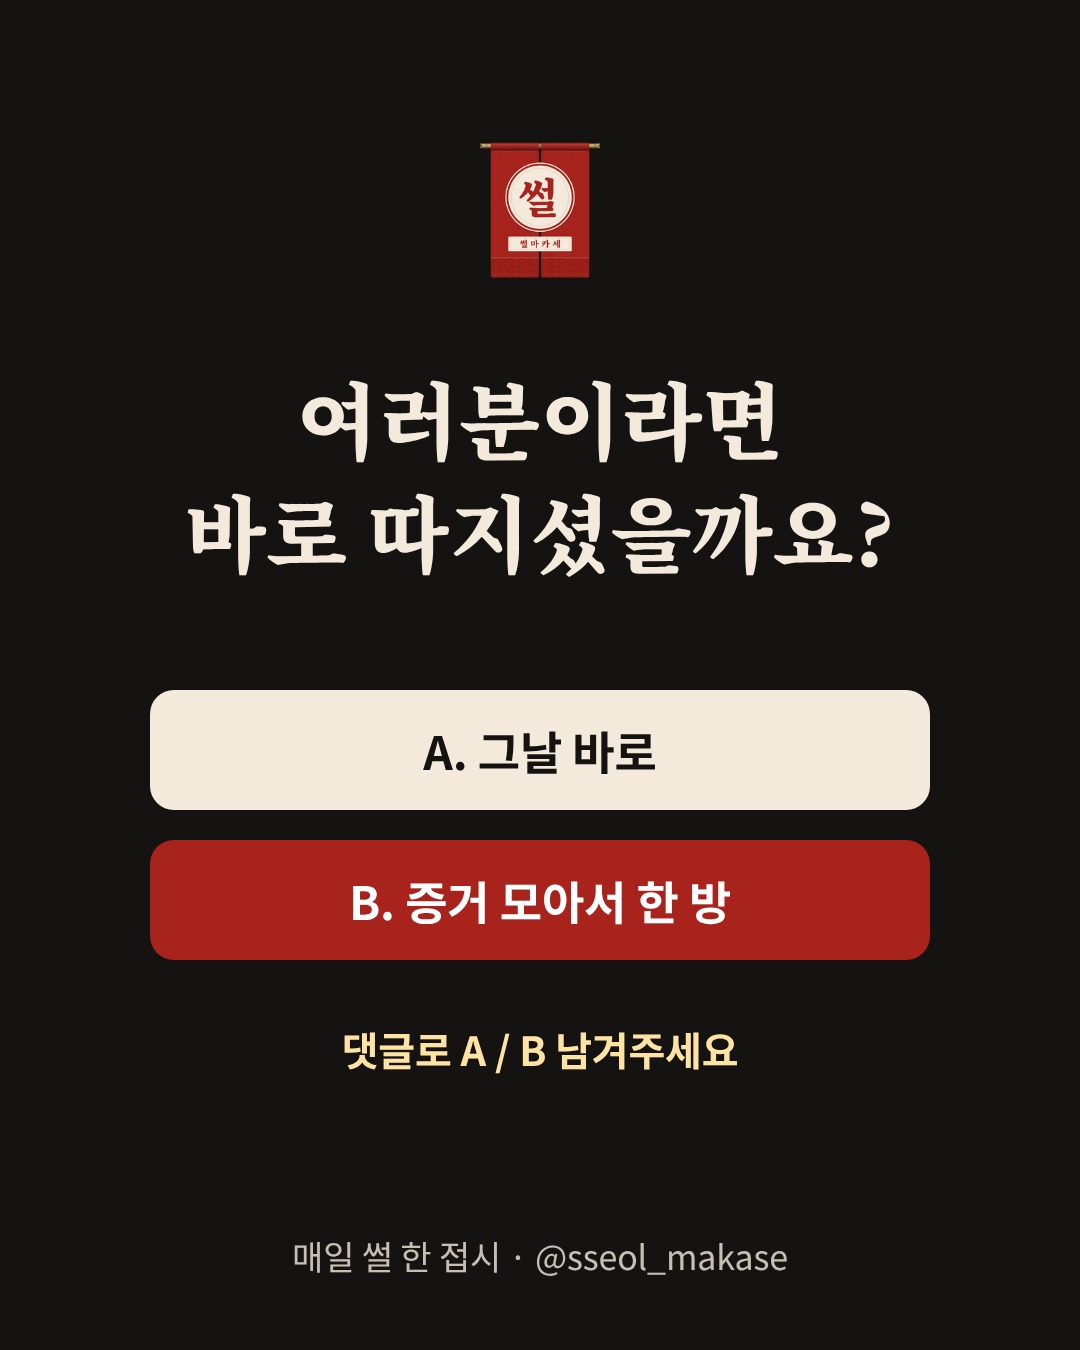 썰
썰마카세
여러분이라면
바로 따지셨을까요?
A. 그날 바로
B. 증거 모아서 한 방
댓글로 A / B 남겨주세요
매일 썰 한 접시 · @sseol_makase